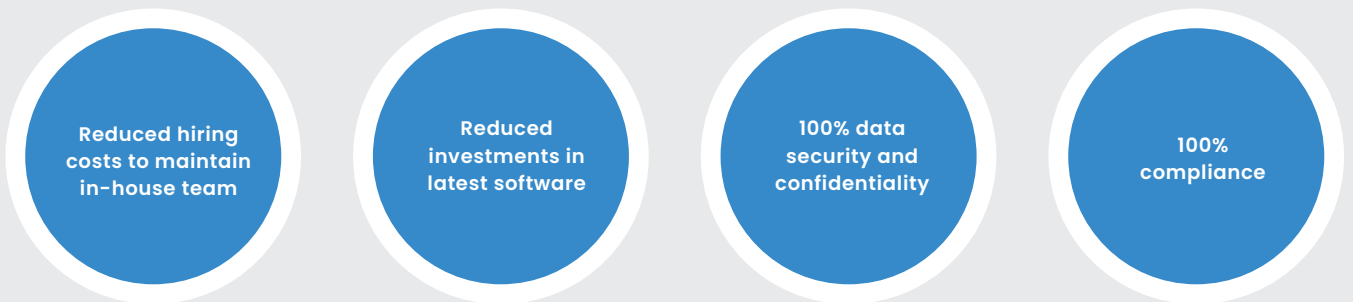 Reduced hiring
costs to maintain
in-house team
Reduced
investments in
latest software
100% data
security and
confidentiality
100%
compliance